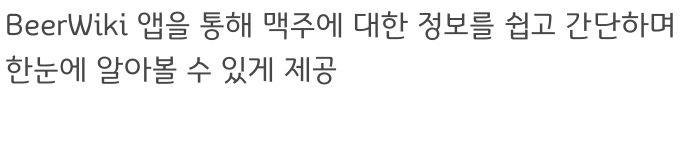 BeerWiki 앱을 통해 맥주에 대한 정보를 쉽고 간단하며
한눈에 알아볼 수 있게 제공